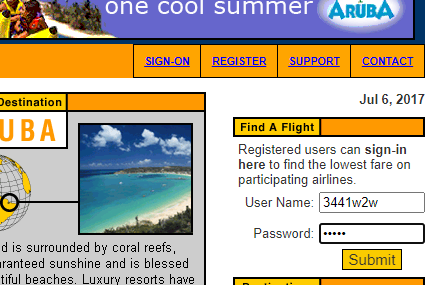 one cool summer
ARUBA
SIGN-ON REGISTER SUPPORT CONTACT
Jul 6, 2017
Destination
UBA
Find A Flight
Registered users can sign-in
here to find the lowest fare on
participating airlines.
User Name: 3441w2w
Password: •••••
Submit
d is surrounded by coral reefs,
aranteed sunshine and is blessed
tiful beaches. Luxury resorts have